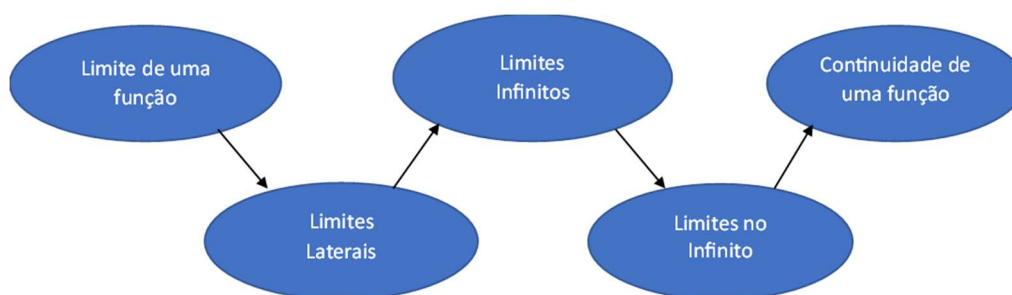 Limite de uma
função
Limites
Laterais
Limites
Infinitos
Limites no
Infinito
Continuidade de
uma função